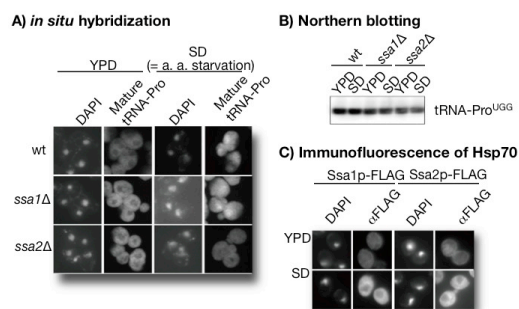 A) in situ hybridization
YPD
SD
(= a. a. starvation)
DAPI
Mature
tRNA-Pro
DAPI
Mature
tRNA-Pro
wt
ssa1Δ
ssa2Δ
B) Northern blotting
wt
ssa1Δ
ssa2Δ
YPD
SD
YPD
SD
YPD
SD
tRNA-ProUGG
C) Immunofluorescence of Hsp70
Ssa1p-FLAG
Ssa2p-FLAG
DAPI
αFLAG
DAPI
αFLAG
YPD
SD